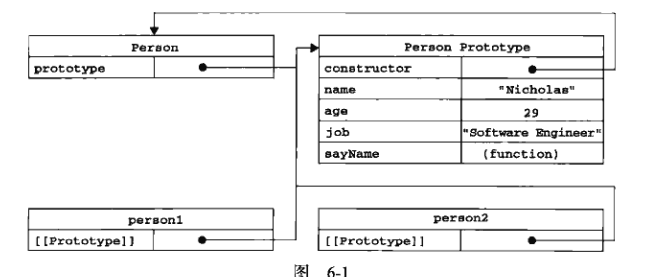 Person
prototype
Person Prototype
constructor
name "Nicholas"
age 29
job "Software Engineer"
sayName (function)
person1
[[Prototype]]
person2
[[Prototype]]
图 6-1